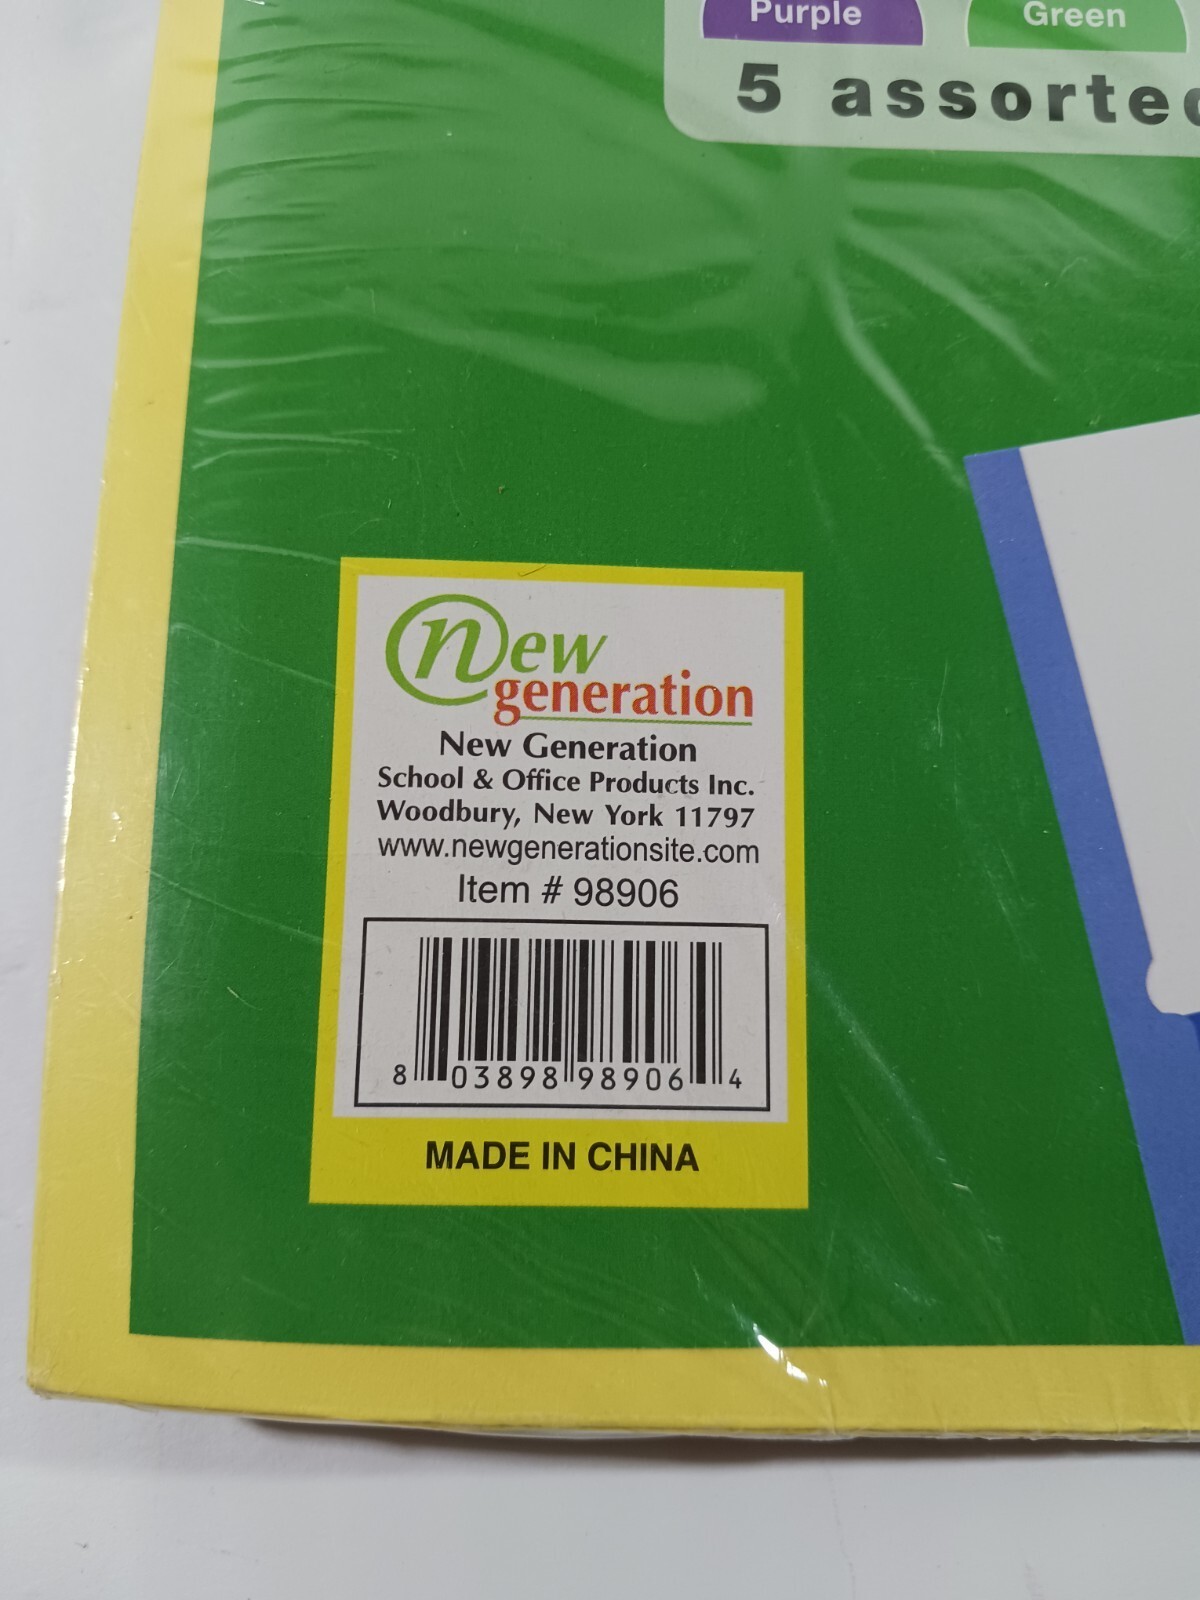 Purple
Green
5 assorted
new
generation
New Generation
School & Office Products Inc.
Woodbury, New York 11797
www.newgenerationsite.com
Item # 98906
8 03898 98906 4
MADE IN CHINA